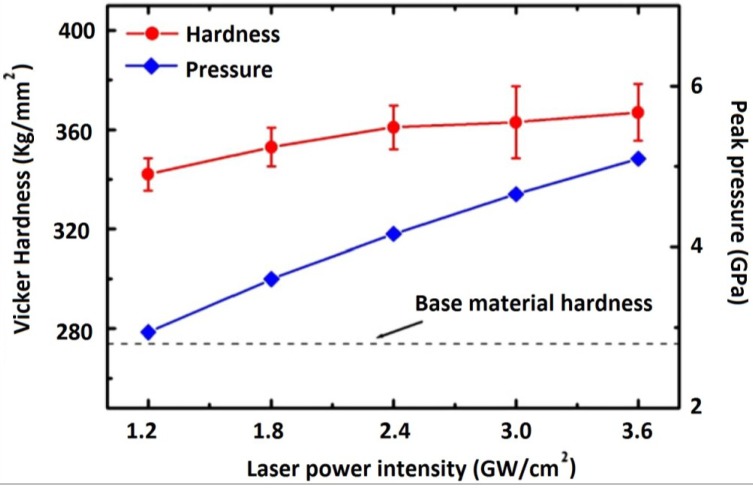 400
360
320
280
Vicker Hardness (Kg/mm²)
Hardness
Pressure
Base material hardness
6
4
2
Peak pressure (GPa)
1.2 1.8 2.4 3.0 3.6
Laser power intensity (GW/cm²)